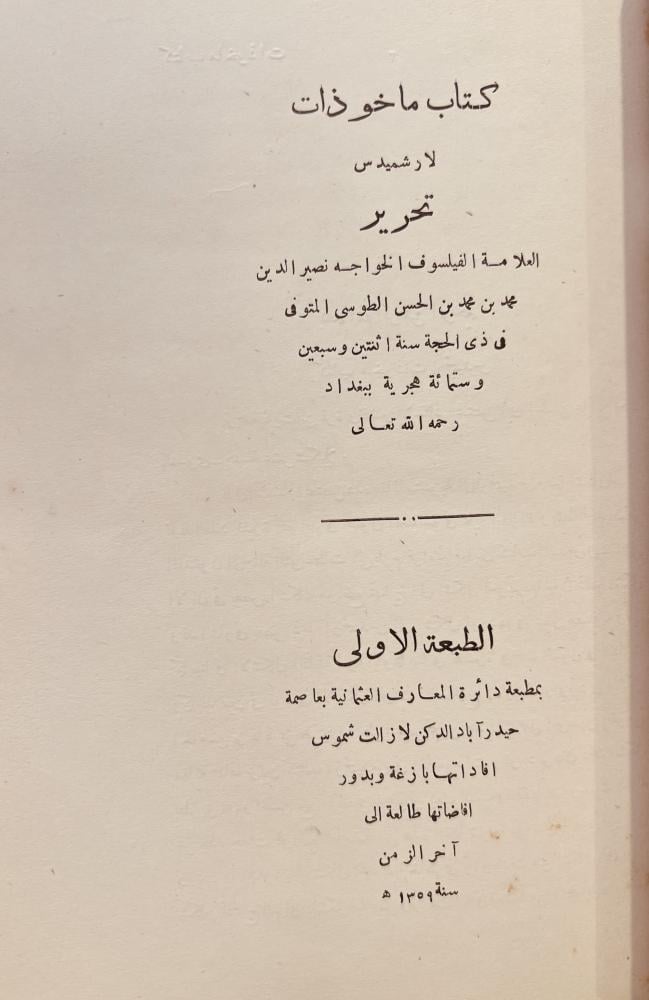 كتاب ماخوذات
لارشميدس
تحرير
العلامة الفيلسوف الخواجه نصير الدين
محمد بن محمد بن الحسن الطوسى المتوفى
فى ذى الحجة سنة اثنتين وسبعين
وستمائة هجرية ببغداد
رحمه الله تعالى
الطبعة الاولى
بمطبعة دائرة المعارف العثمانية بعاصمة
حيدرآباد الدكن لازالت شموس
افاداتها بازغة وبدور
افاضاتها طالعة الى
آخر الزمن
سنة ١٣٥٩ ھ